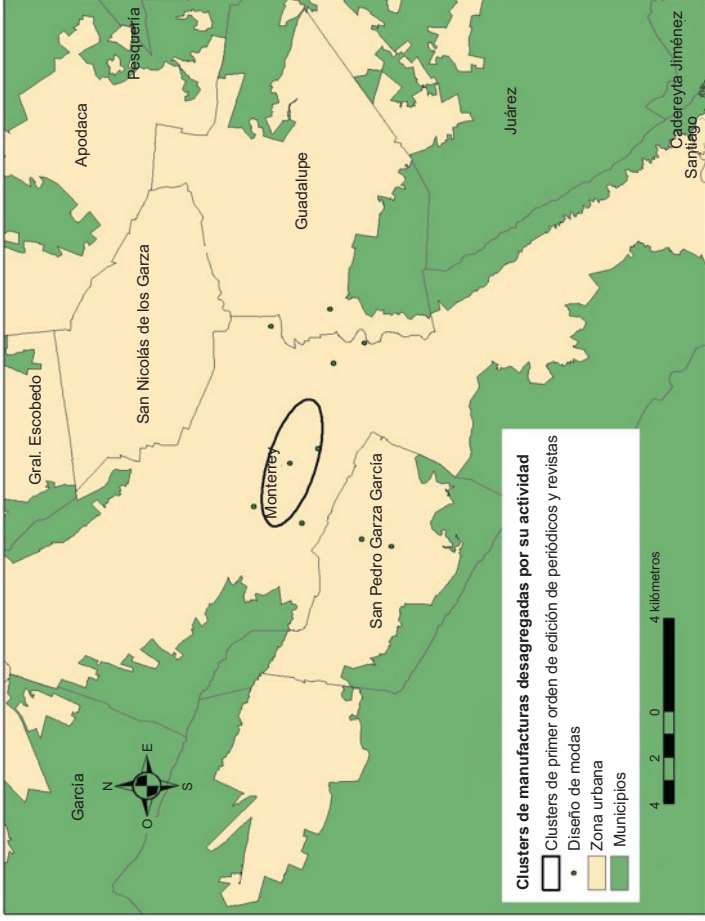 Gral. Escobedo
Apodaca
Pesquería
San Nicolás de los Garza
García
N
O
E
S
Monterrey
Guadalupe
San Pedro Garza García
Juárez
Cadereyta Jiménez
Santiago
Clusters de manufacturas desagregadas por su actividad
Clusters de primer orden de edición de periódicos y revistas
Diseño de modas
Zona urbana
Municipios
4 2 0 4 kilómetros